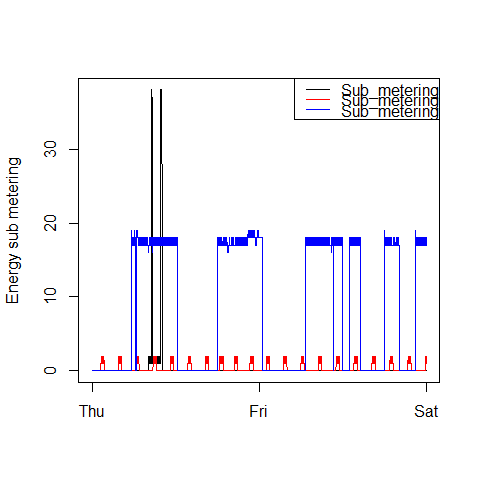 Sub_metering
Sub_metering
Sub_metering
Energy sub metering
30
20
10
0
Thu Fri Sat